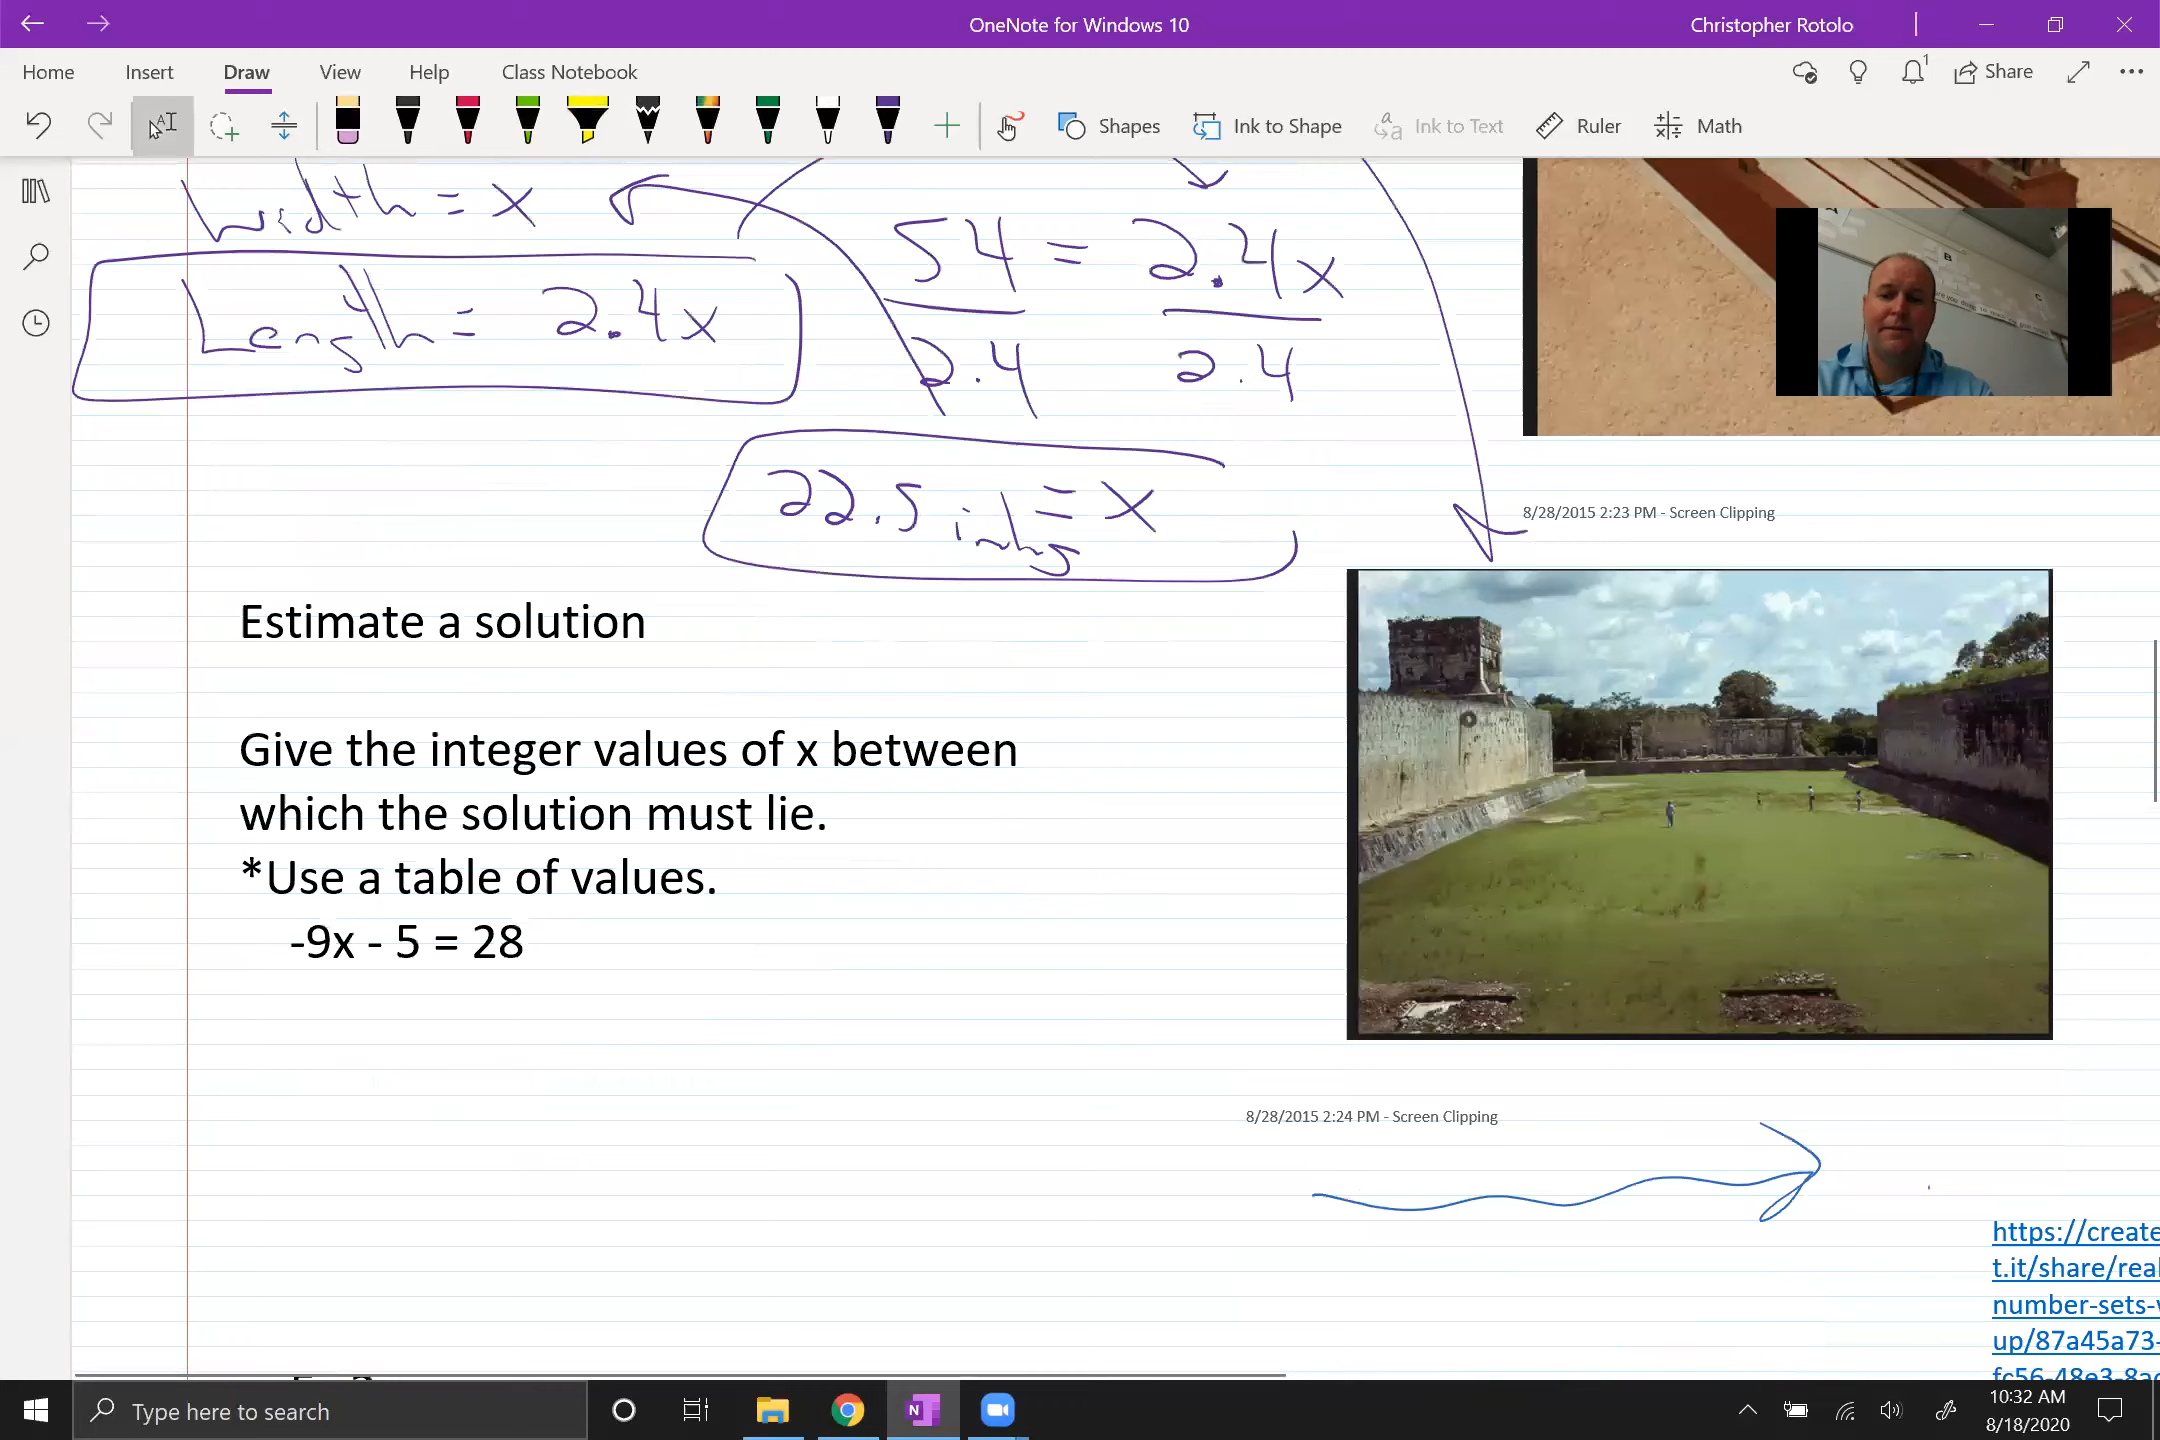 OneNote for Windows 10
Christopher Rotolo
Home Insert Draw View Help Class Notebook
1
Share
Shapes Ink to Shape Ink to Text Ruler Math
Width = x
54 = 2.4x
Length = 2.4x
2.4 2.4
B
8/28/2015 2:23 PM - Screen Clipping
22.5 = x
Estimate a solution
Give the integer values of x between
which the solution must lie.
*Use a table of values.
-9x - 5 = 28
8/28/2015 2:24 PM - Screen Clipping
https://create
t.it/share/real
number-sets-
up/87a45a73-
fc56-48e3-8ac
Type here to search
10:32 AM
8/18/2020